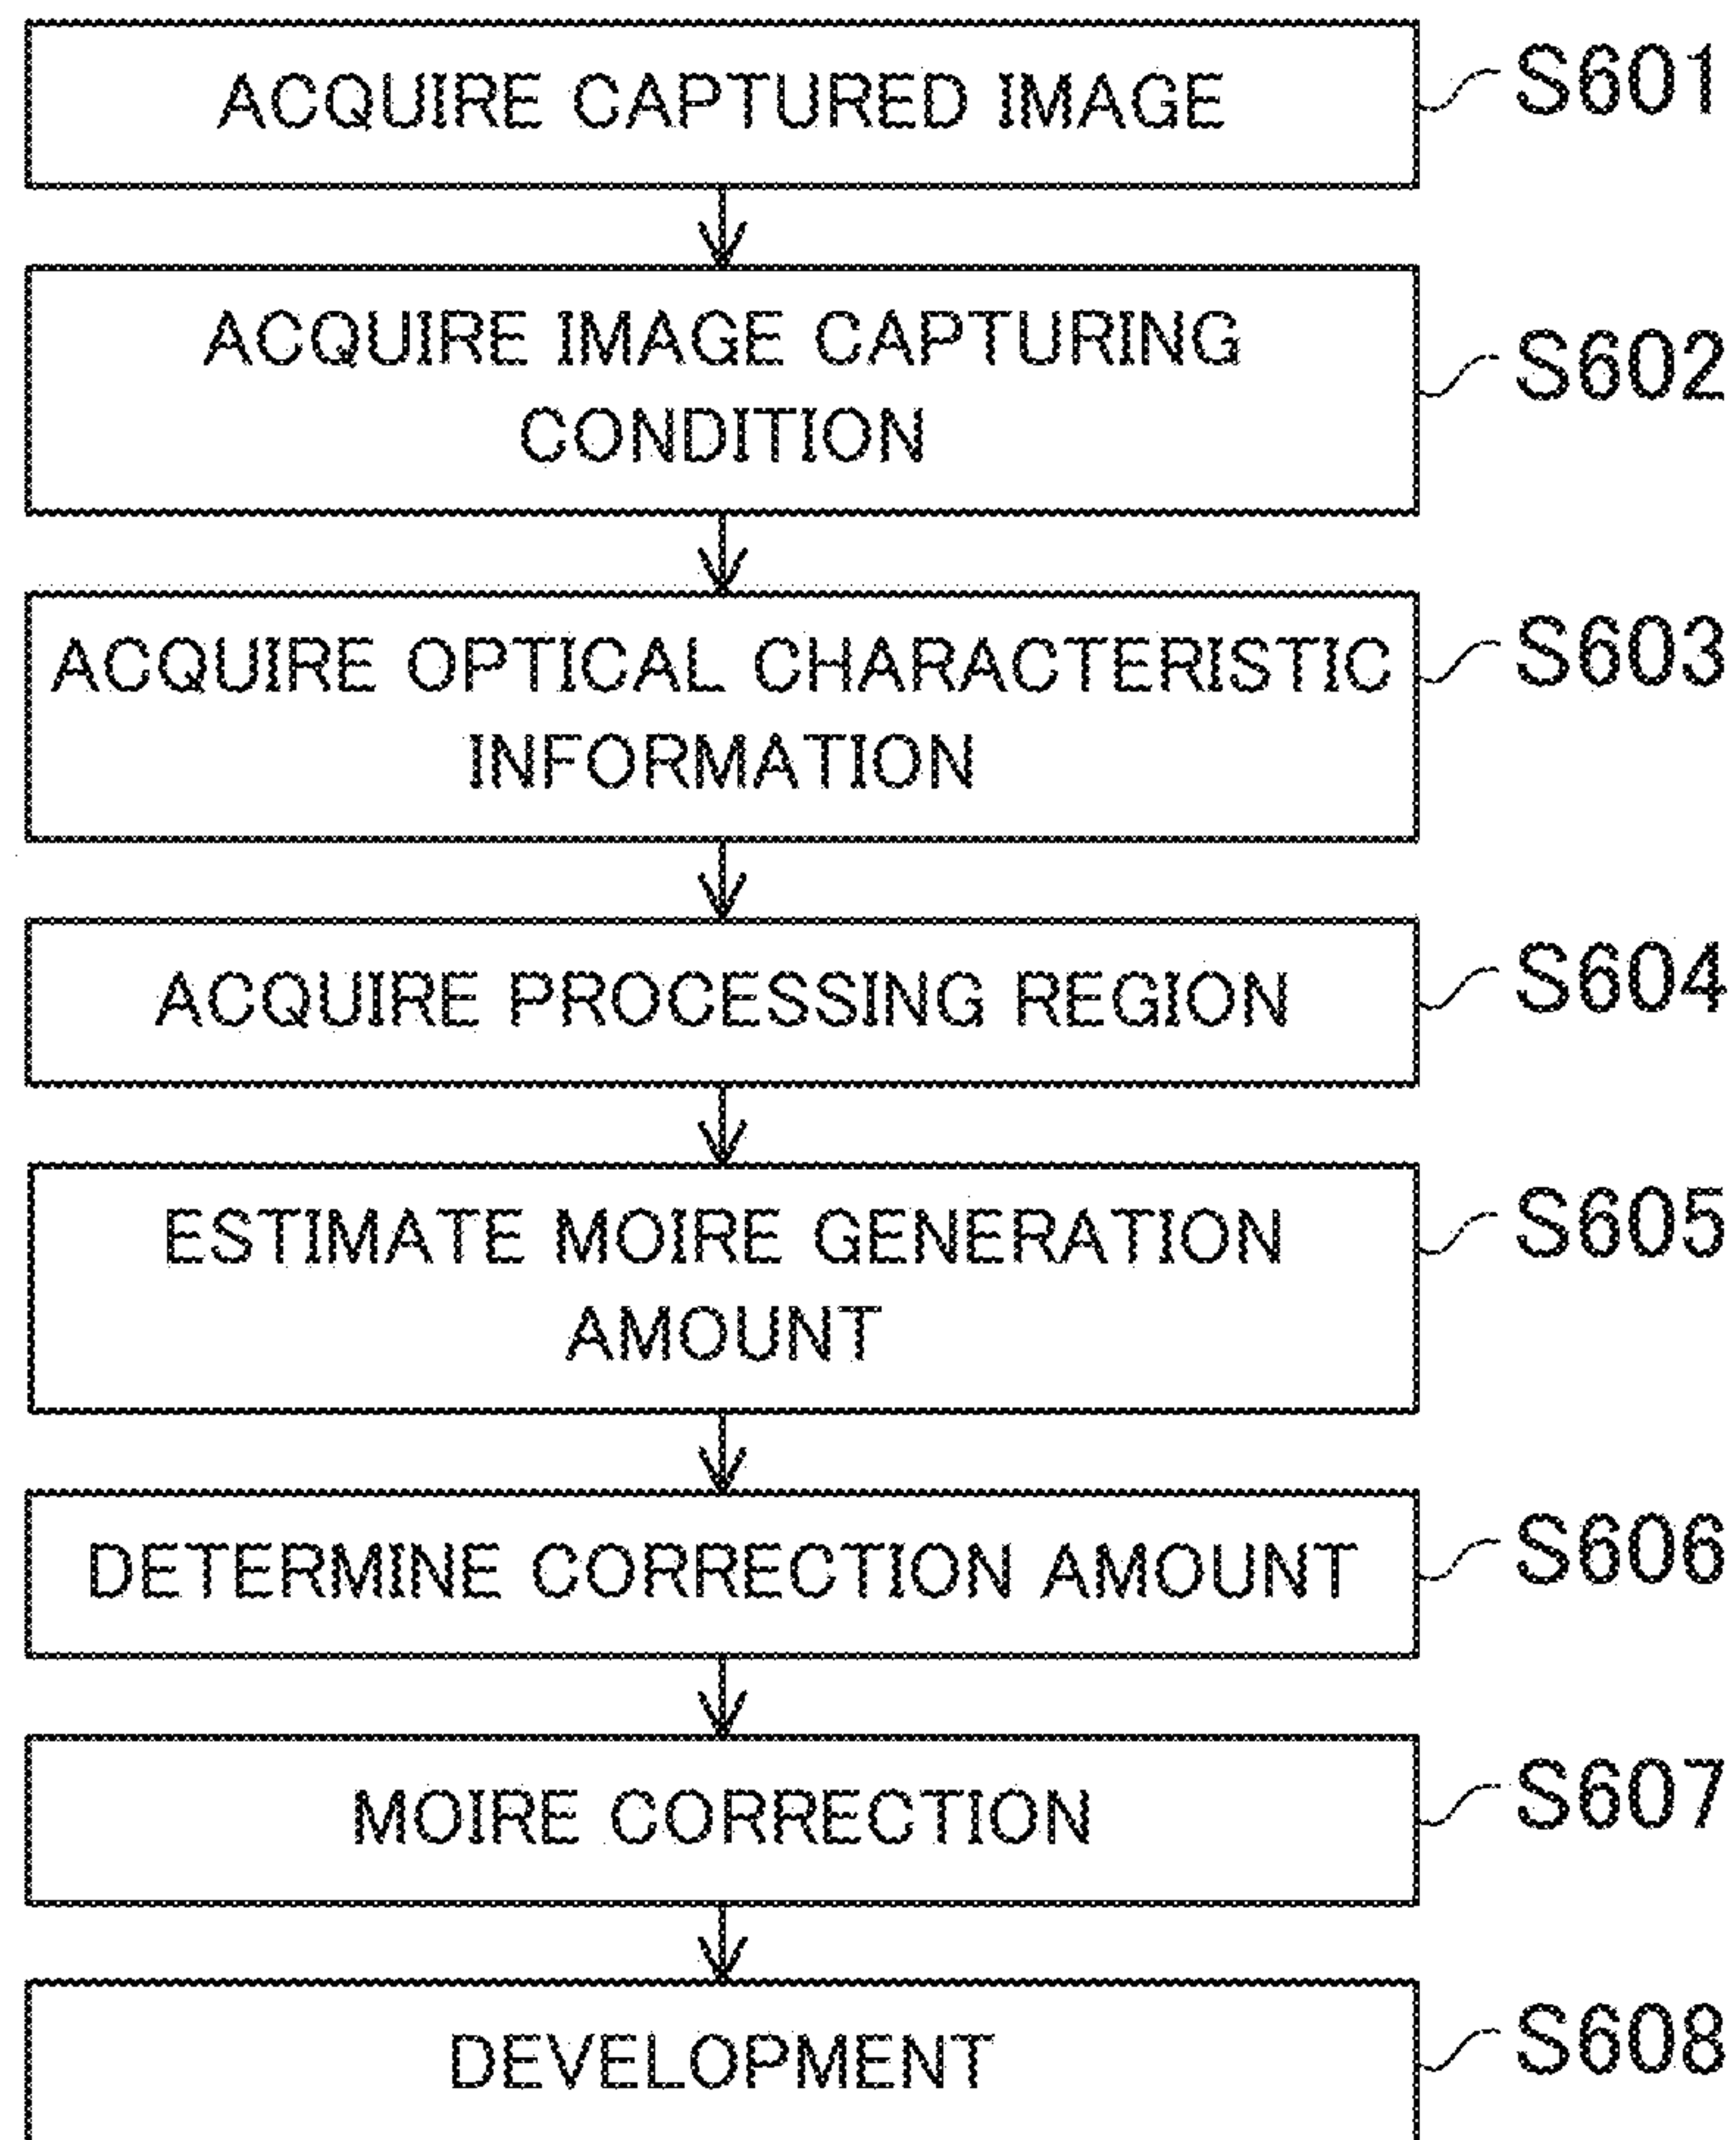 ACQUIRE CAPTURED IMAGE
S601
ACQUIRE IMAGE CAPTURING
CONDITION
S602
ACQUIRE OPTICAL CHARACTERISTIC
INFORMATION
S603
ACQUIRE PROCESSING REGION
S604
ESTIMATE MOIRE GENERATION
AMOUNT
S605
DETERMINE CORRECTION AMOUNT
S606
MOIRE CORRECTION
S607
DEVELOPMENT
S608